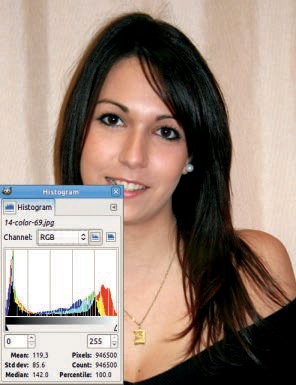 Histogram
Histogram
14-color-69.jpg
Channel: RGB
0 255
Mean: 119.3 Pixels: 946500
Std dev: 85.6 Count: 946500
Median: 142.0 Percentile: 100.0